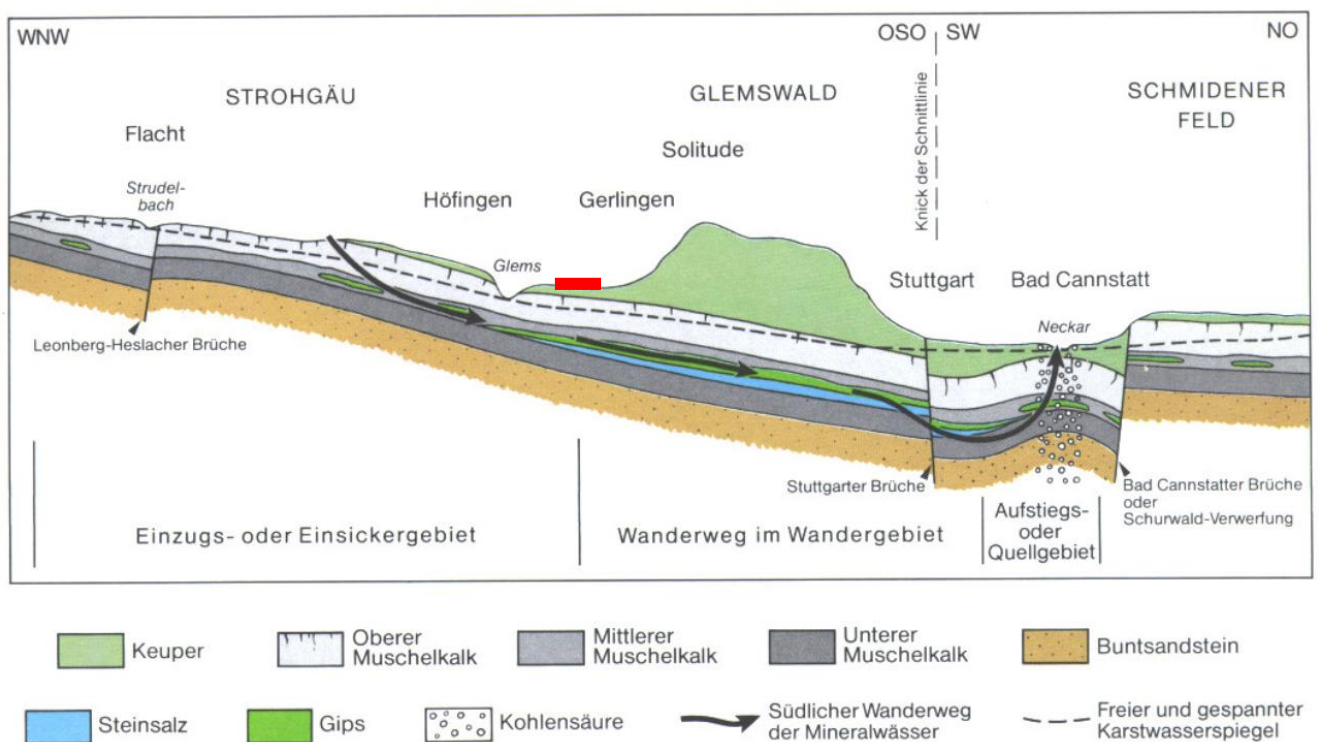 WNW
OSO
SW
NO
STROHGÄU
GLEMSWALD
SCHMIDENER
FELD
Knick der Schnittlinie
Flacht
Solitude
Strudel-
bach
Höfingen
Gerlingen
Glems
Stuttgart
Bad Cannstatt
Neckar
Leonberg-Heslacher Brüche
Stuttgarter Brüche
Bad Cannstatter Brüche
oder
Schurwald-Verwerfung
Einzugs- oder Einsickergebiet
Wanderweg im Wandergebiet
Aufstiegs-
oder
Quellgebiet
Keuper
Oberer
Muschelkalk
Mittlerer
Muschelkalk
Unterer
Muschelkalk
Buntsandstein
Steinsalz
Gips
Kohlensäure
Südlicher Wanderweg
der Mineralwässer
Freier und gespannter
Karstwasserspiegel